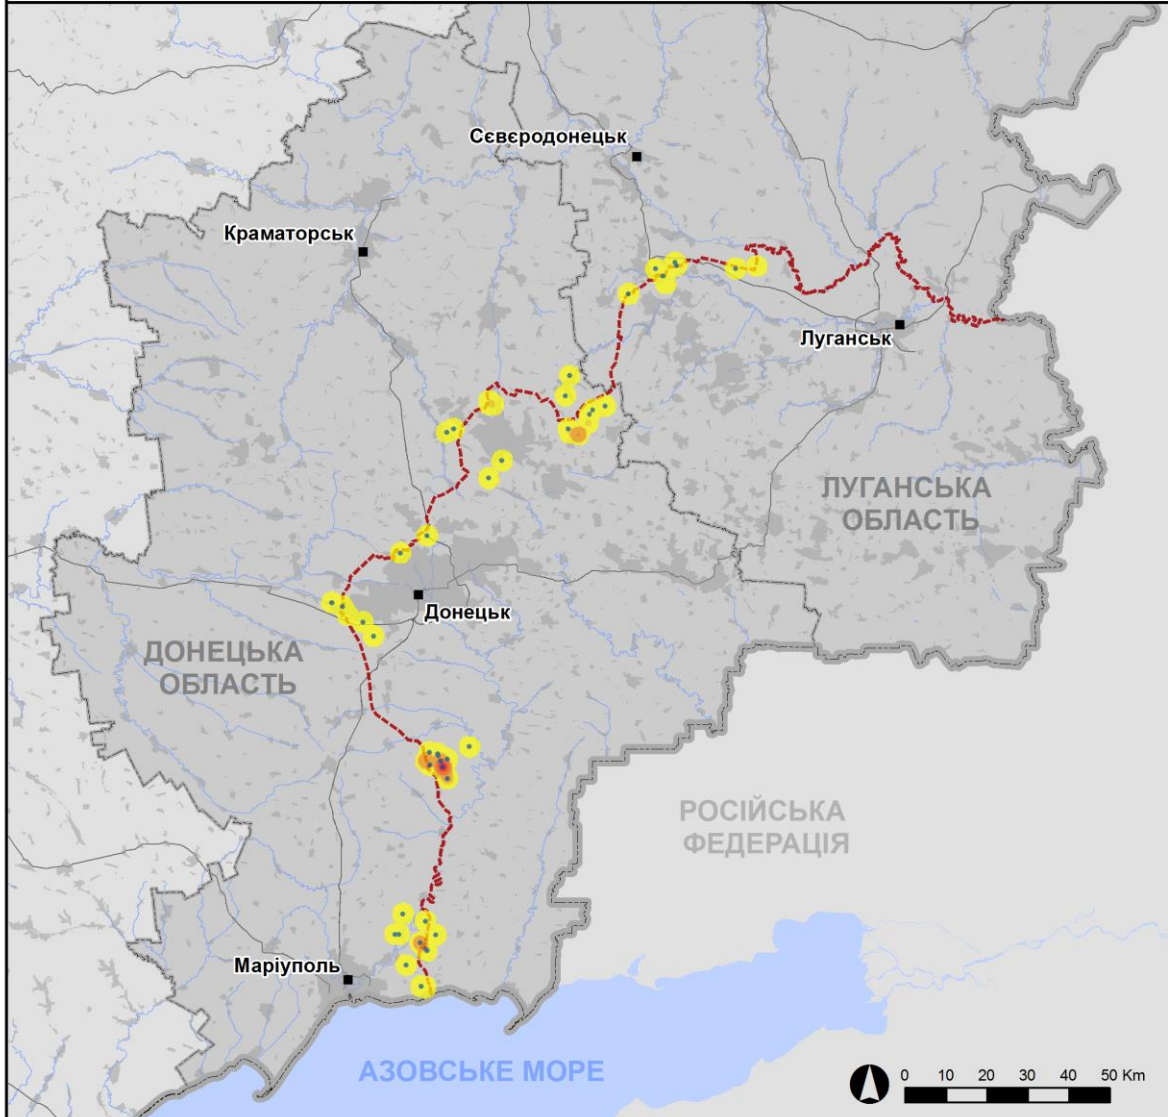 Сєвєродонецьк
Краматорськ
Луганськ
ЛУГАНСЬКА
ОБЛАСТЬ
Донецьк
ДОНЕЦЬКА
ОБЛАСТЬ
РОСІЙСЬКА
ФЕДЕРАЦІЯ
Маріуполь
АЗОВСЬКЕ МОРЕ
0 10 20 30 40 50 Km